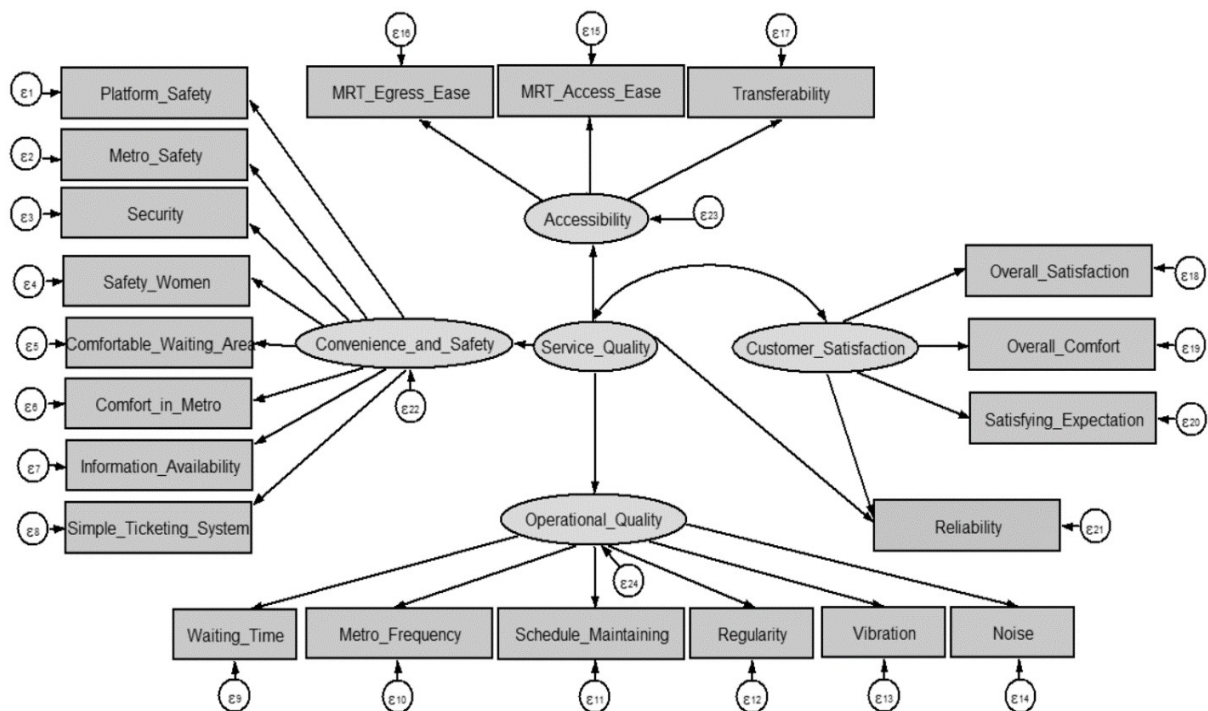 ε16
ε15
ε17
MRT_Egress_Ease
MRT_Access_Ease
Transferability
ε1
Platform_Safety
ε2
Metro_Safety
ε3
Security
Accessibility
ε23
ε4
Safety_Women
Overall_Satisfaction
ε18
ε5
Comfortable_Waiting_Area
Convenience_and_Safety
Service_Quality
Customer_Satisfaction
Overall_Comfort
ε19
ε6
Comfort_in_Metro
ε22
Satisfying_Expectation
ε20
ε7
Information_Availability
ε8
Simple_Ticketing_System
Operational_Quality
Reliability
ε21
ε24
Waiting_Time
Metro_Frequency
Schedule_Maintaining
Regularity
Vibration
Noise
ε9
ε10
ε11
ε12
ε13
ε14